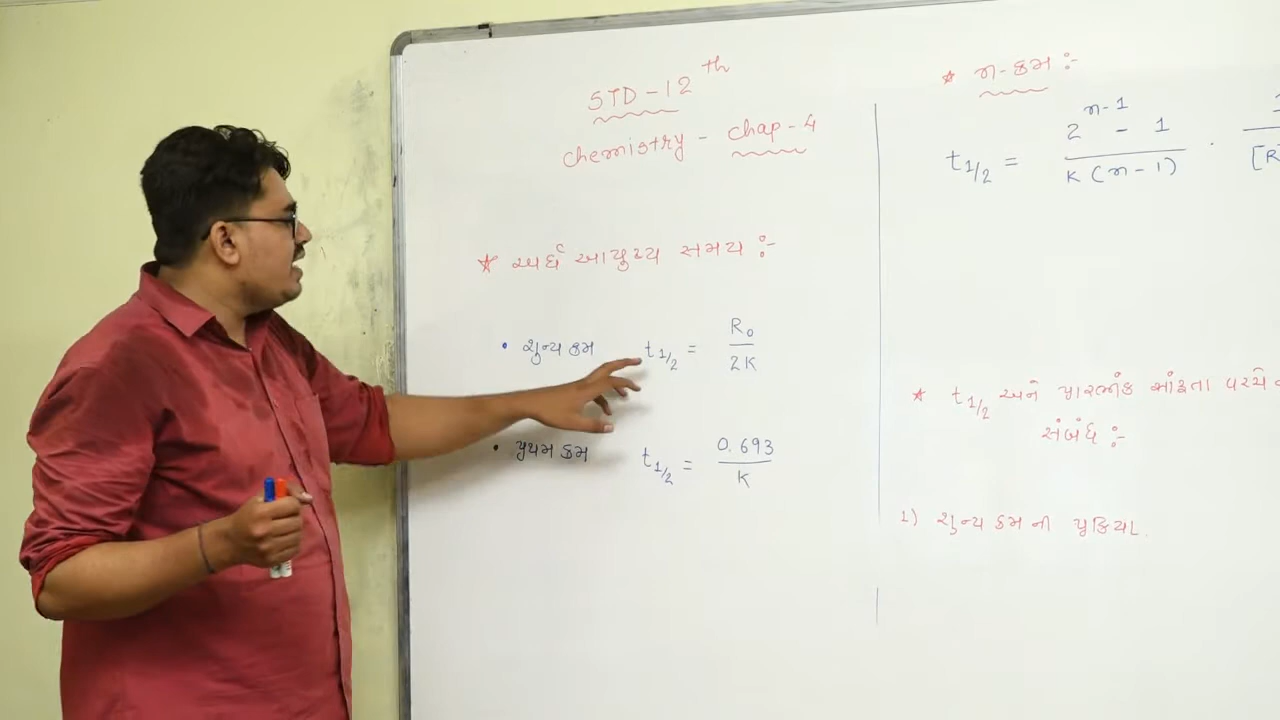 STD-12th
chemistry - chap-4
* અર્ધ આયુષ્ય સમય :-
• શુન્ય ક્રમ t1/2 = R₀/2K
• પ્રથમ ક્રમ t1/2 = 0.693/K
* n-ક્રમ :-
t1/2 = 2^(n-1) - 1 / K(n-1) ·
* t1/2 અને પ્રારંભીક સાંદ્રતા વચ્ચે
સંબંધ :-
1) શુન્ય ક્રમ ની પ્રક્રિયા.